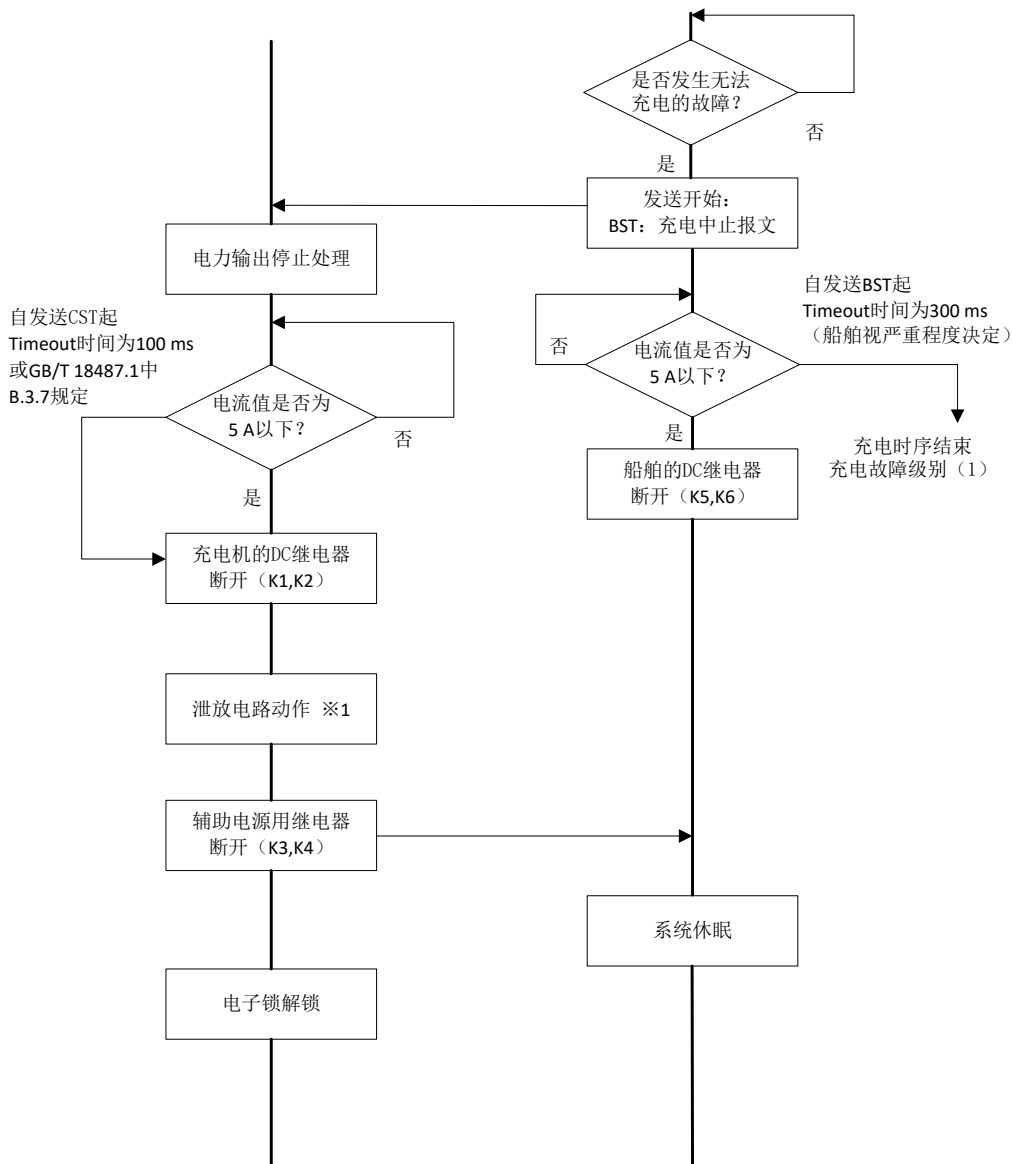 是否发生无法
充电的故障？
否
是
发送开始：
BST：充电中止报文
电力输出停止处理
自发送BST起
Timeout时间为300 ms
（船舶视严重程度决定）
自发送CST起
Timeout时间为100 ms
或GB/T 18487.1中
B.3.7规定
否
电流值是否为
5 A以下？
电流值是否为
5 A以下？
否
是
充电时序结束
充电故障级别（1）
船舶的DC继电器
断开（K5,K6）
是
充电机的DC继电器
断开（K1,K2）
泄放电路动作 ※1
辅助电源用继电器
断开（K3,K4）
系统休眠
电子锁解锁